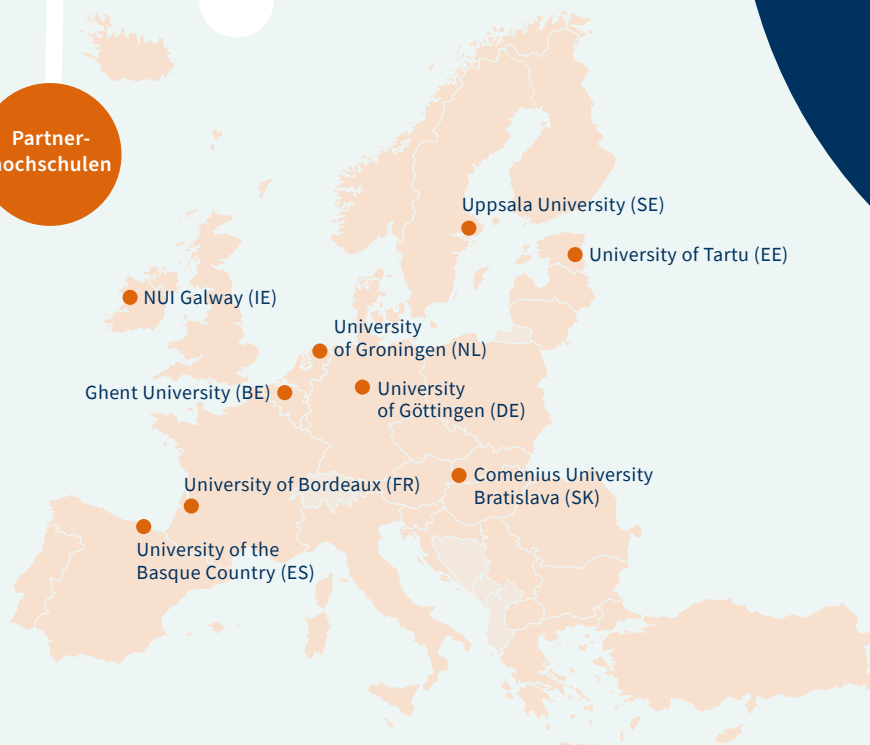 Partner-
hochschulen
Uppsala University (SE)
University of Tartu (EE)
NUI Galway (IE)
University
of Groningen (NL)
Ghent University (BE)
University
of Göttingen (DE)
Comenius University
Bratislava (SK)
University of Bordeaux (FR)
University of the
Basque Country (ES)